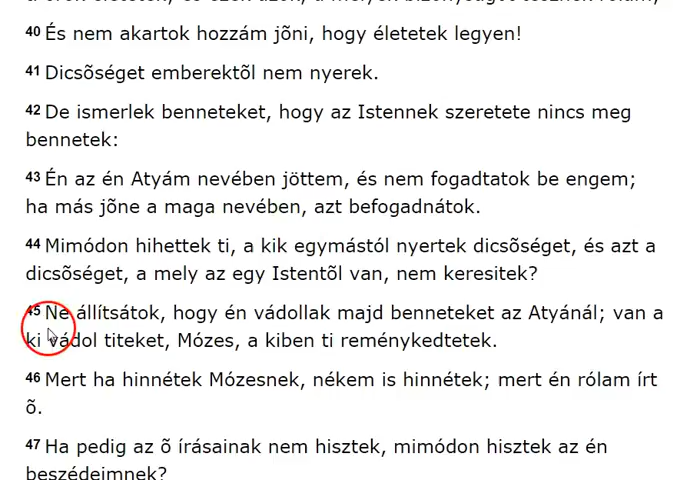 40 És nem akartok hozzám jõni, hogy életetek legyen!
41 Dicsõséget emberektõl nem nyerek.
42 De ismerlek benneteket, hogy az Istennek szeretete nincs meg
bennetek:
43 Én az én Atyám nevében jöttem, és nem fogadtatok be engem;
ha más jõne a maga nevében, azt befogadnátok.
44 Mimódon hihettek ti, a kik egymástól nyertek dicsõséget, és azt a
dicsõséget, a mely az egy Istentõl van, nem keresitek?
45 Ne állítsátok, hogy én vádollak majd benneteket az Atyánál; van a
ki vádol titeket, Mózes, a kiben ti reménykedtetek.
46 Mert ha hinnétek Mózesnek, nékem is hinnétek; mert én rólam írt
õ.
47 Ha pedig az õ írásainak nem hisztek, mimódon hisztek az én
beszédeimnek?